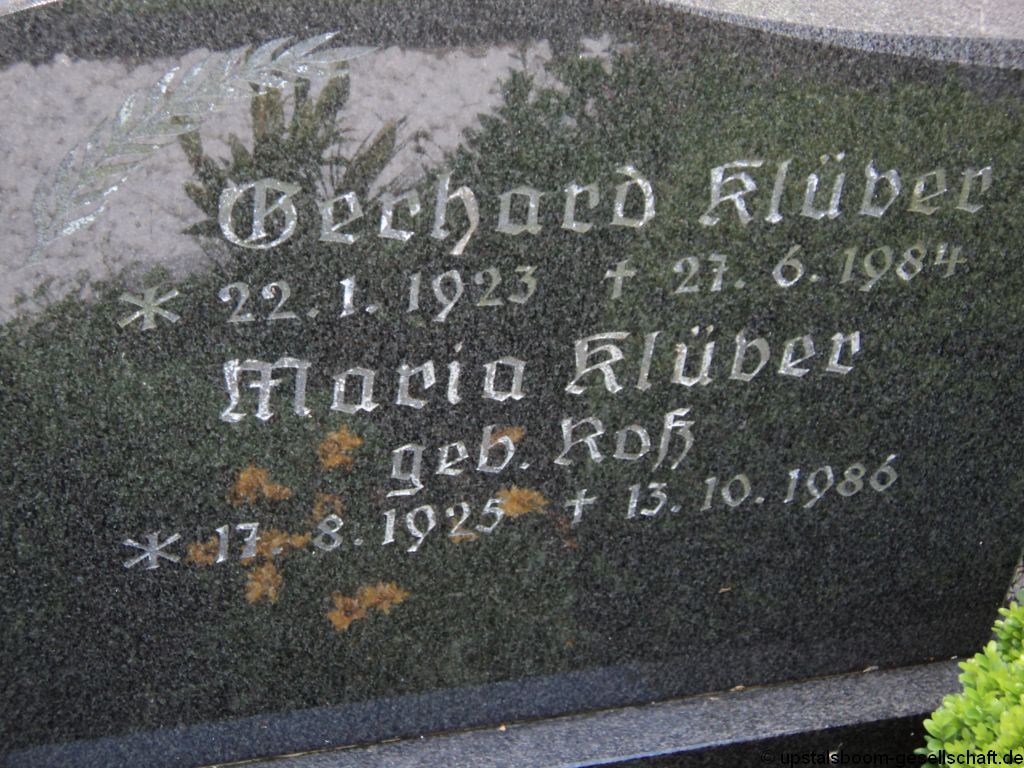 Gerhard Klüver
* 22. 1. 1923 † 27. 6. 1984
Maria Klüver
geb. Roß
* 17. 8. 1925 † 13. 10. 1986
© upstalsboom-gesellschaft.de